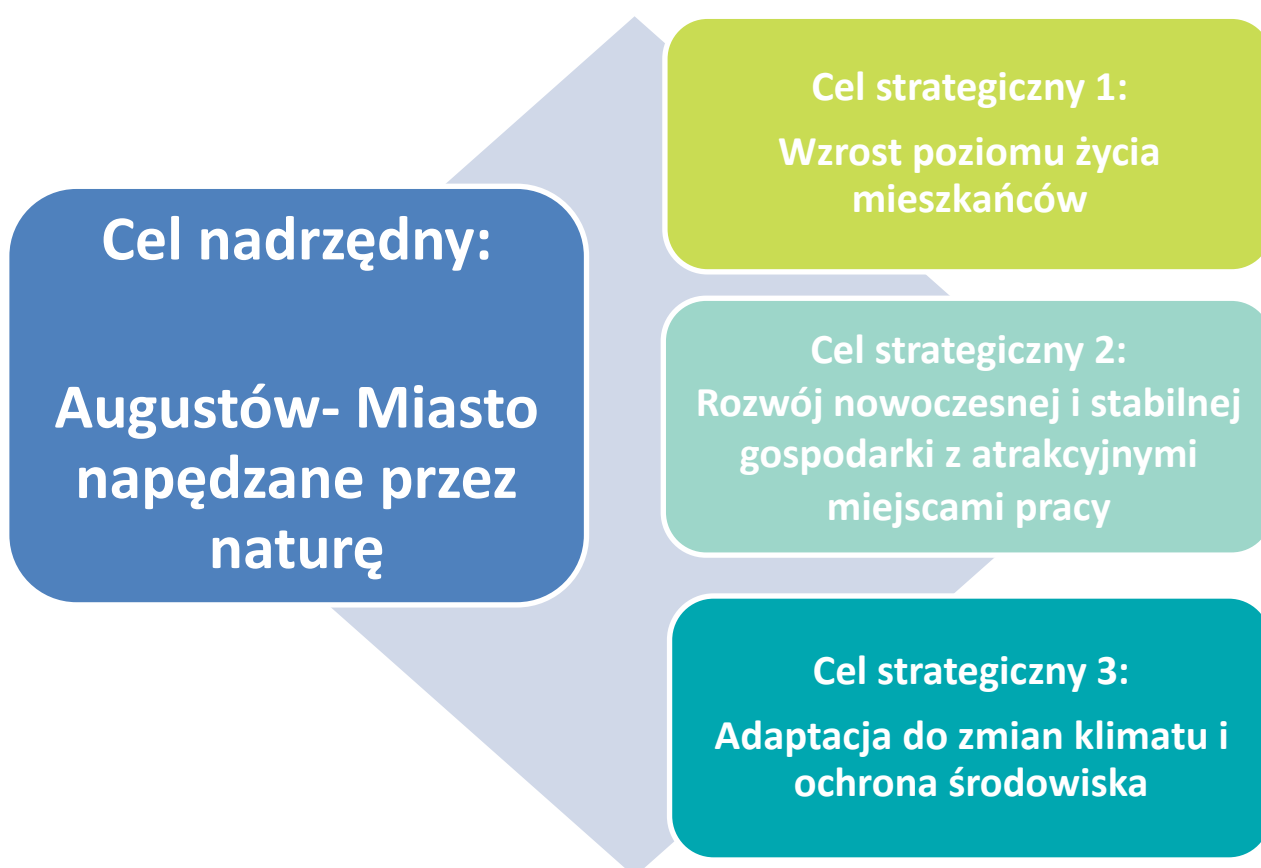 Cel nadrzędny:
Augustów- Miasto
napędzane przez
naturę
Cel strategiczny 1:
Wzrost poziomu życia
mieszkańców
Cel strategiczny 2:
Rozwój nowoczesnej i stabilnej
gospodarki z atrakcyjnymi
miejscami pracy
Cel strategiczny 3:
Adaptacja do zmian klimatu i
ochrona środowiska